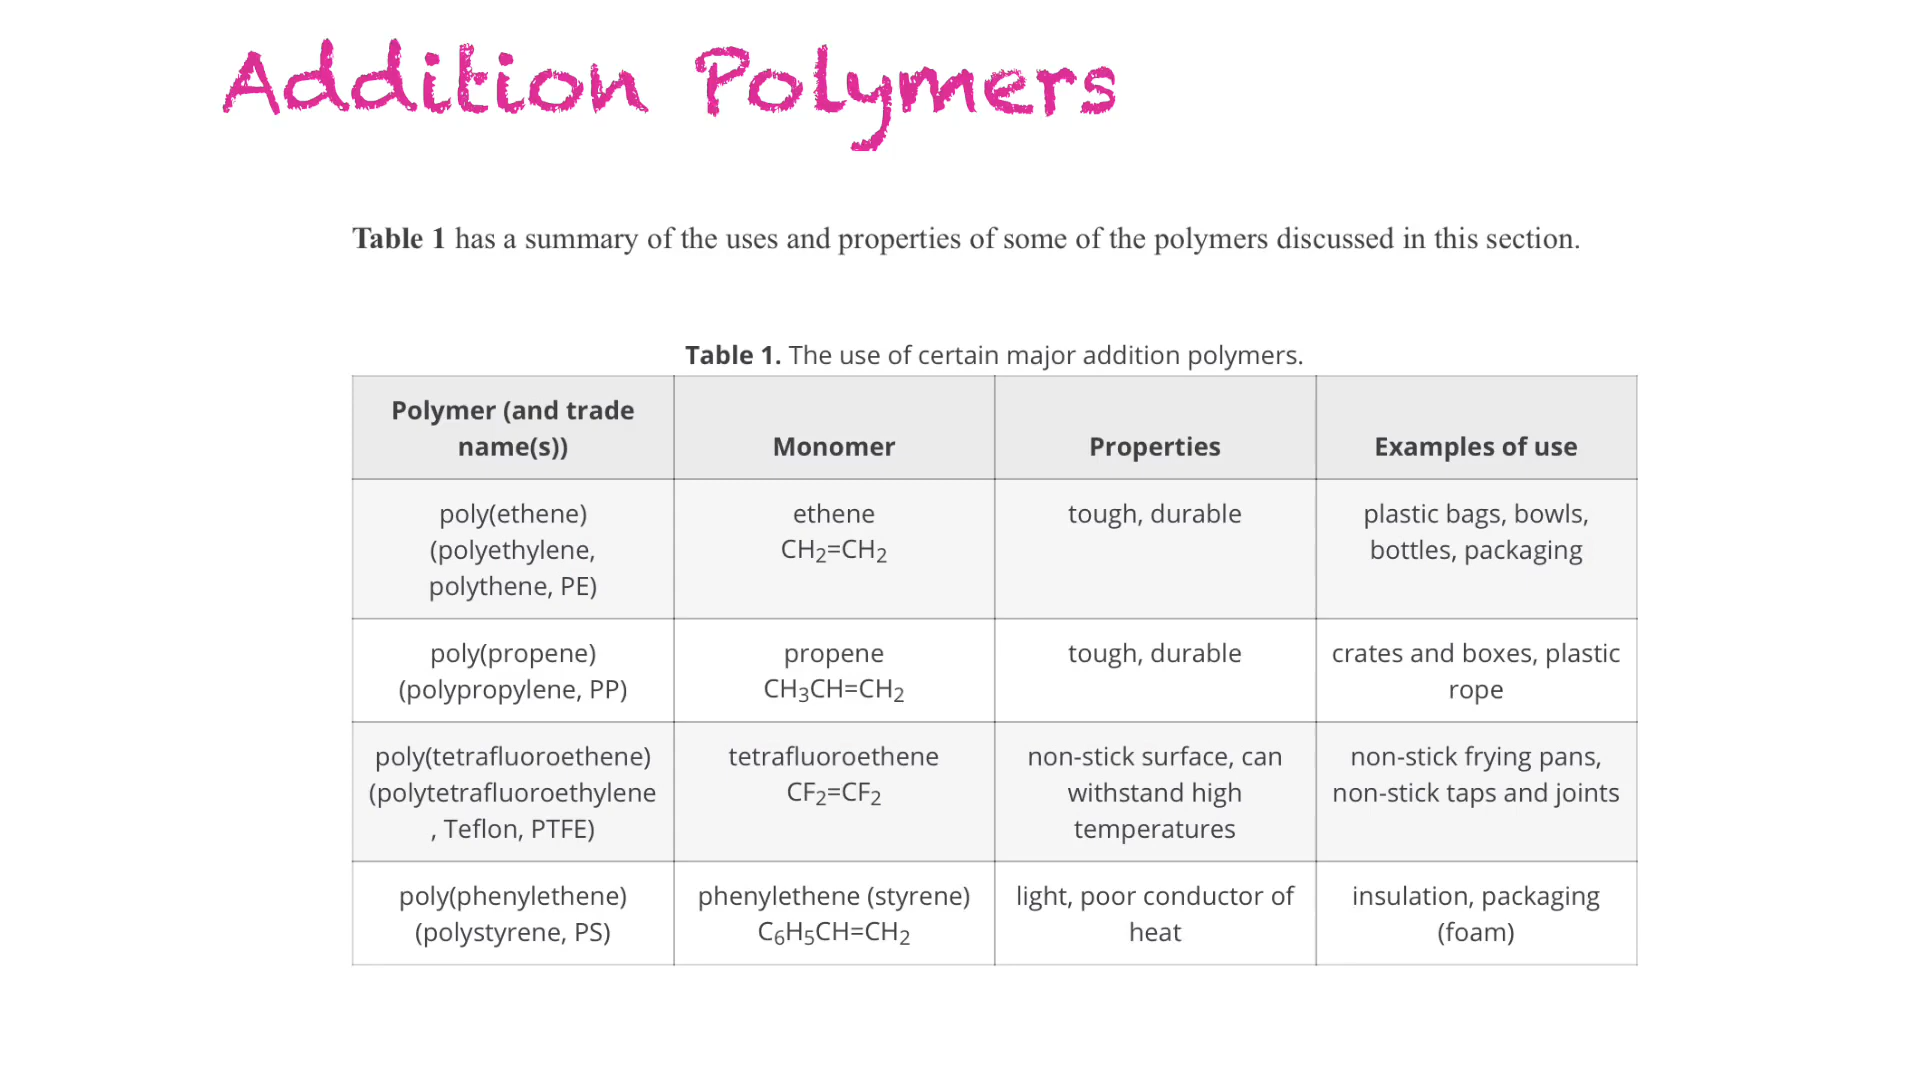 Addition Polymers
Table 1 has a summary of the uses and properties of some of the polymers discussed in this section.
Table 1. The use of certain major addition polymers.
Polymer (and trade
name(s))
Monomer
Properties
Examples of use
poly(ethene)
(polyethylene,
polythene, PE)
ethene
CH₂=CH₂
tough, durable
plastic bags, bowls,
bottles, packaging
poly(propene)
(polypropylene, PP)
propene
CH₃CH=CH₂
tough, durable
crates and boxes, plastic
rope
poly(tetrafluoroethene)
(polytetrafluoroethylene
, Teflon, PTFE)
tetrafluoroethene
CF₂=CF₂
non-stick surface, can
withstand high
temperatures
non-stick frying pans,
non-stick taps and joints
poly(phenylethene)
(polystyrene, PS)
phenylethene (styrene)
C₆H₅CH=CH₂
light, poor conductor of
heat
insulation, packaging
(foam)